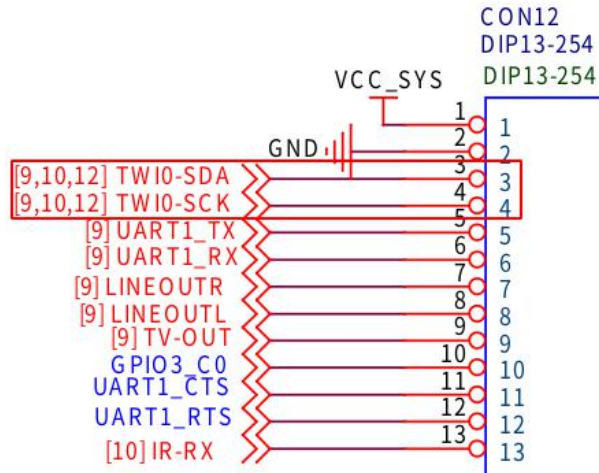 CON12
DIP13-254
DIP13-254
VCC_SYS
1 1
GND 2 2
[9,10,12] TWI0-SDA 3 3
[9,10,12] TWI0-SCK 4 4
[9] UART1_TX 5 5
[9] UART1_RX 6 6
[9] LINEOUTR 7 7
[9] LINEOUTL 8 8
[9] TV-OUT 9 9
GPIO3_C0 10 10
UART1_CTS 11 11
UART1_RTS 12 12
[10] IR-RX 13 13